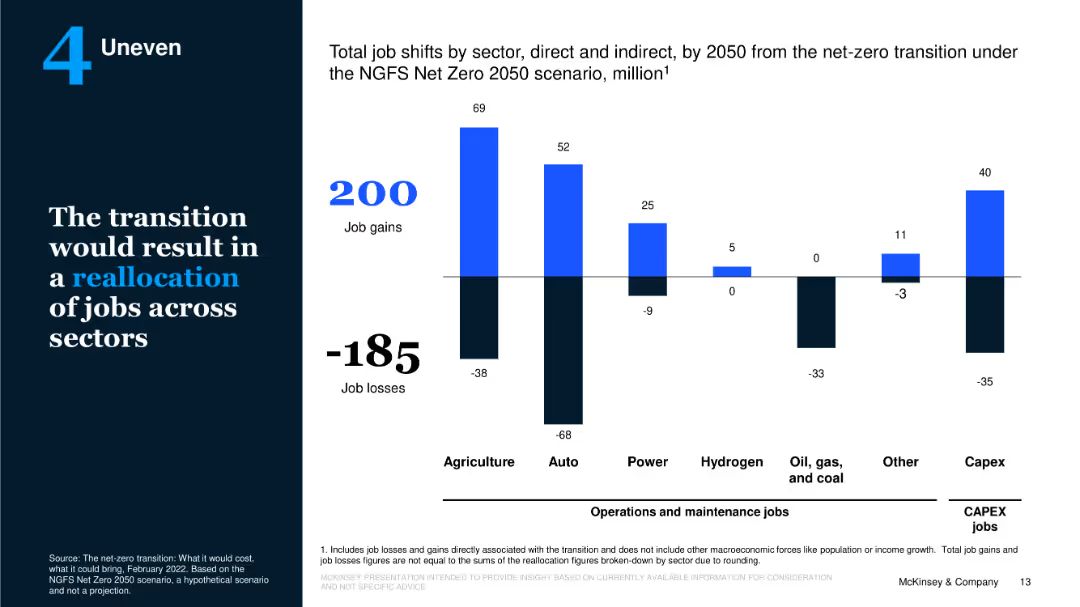 4 Uneven
The transition
would result in
a reallocation
of jobs across
sectors
Source: The net-zero transition: What it would cost,
what it could bring, February 2022. Based on the
NGFS Net Zero 2050 scenario, a hypothetical scenario
and not a projection.
Total job shifts by sector, direct and indirect, by 2050 from the net-zero transition under
the NGFS Net Zero 2050 scenario, million¹
200
Job gains
-185
Job losses
69
52
25
5
0
11
40
-38
-68
-9
0
-33
-3
-35
Agriculture
Auto
Power
Hydrogen
Oil, gas,
and coal
Other
Capex
Operations and maintenance jobs
CAPEX
jobs
1. Includes job losses and gains directly associated with the transition and does not include other macroeconomic forces like population or income growth. Total job gains and
job losses figures are not equal to the sums of the reallocation figures broken-down by sector due to rounding.
MCKINSEY PRESENTATION INTENDED TO PROVIDE INSIGHT BASED ON CURRENTLY AVAILABLE INFORMATION FOR CONSIDERATION
AND NOT SPECIFIC ADVICE
McKinsey & Company 13